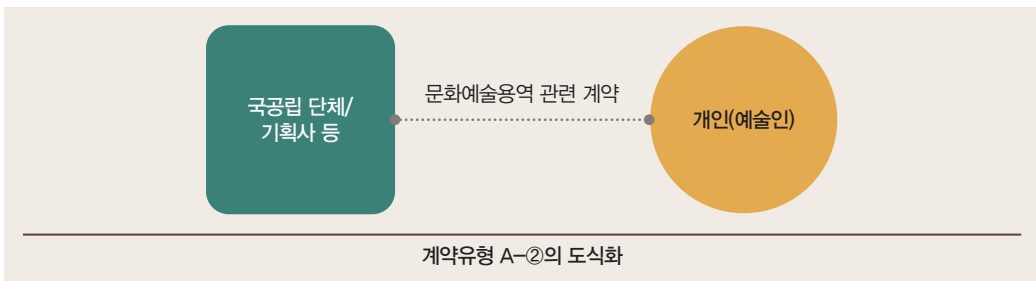 국공립 단체/
기획사 등
문화예술용역 관련 계약
개인(예술인)
계약유형 A-②의 도식화